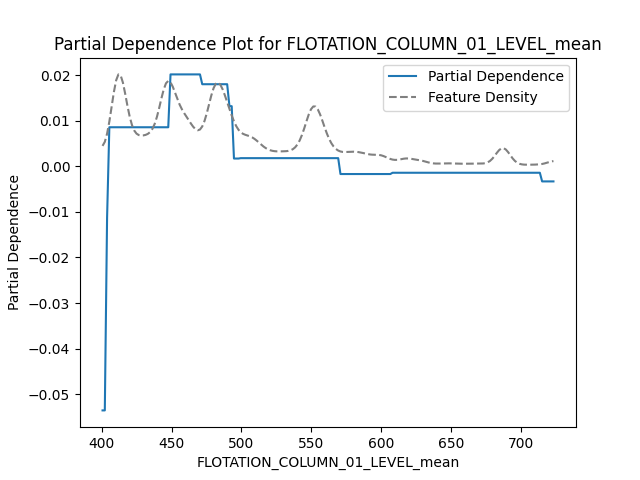 Partial Dependence Plot for FLOTATION_COLUMN_01_LEVEL_mean
Partial Dependence
Feature Density
0.02
0.01
0.00
−0.01
−0.02
−0.03
−0.04
−0.05
Partial Dependence
400 450 500 550 600 650 700
FLOTATION_COLUMN_01_LEVEL_mean